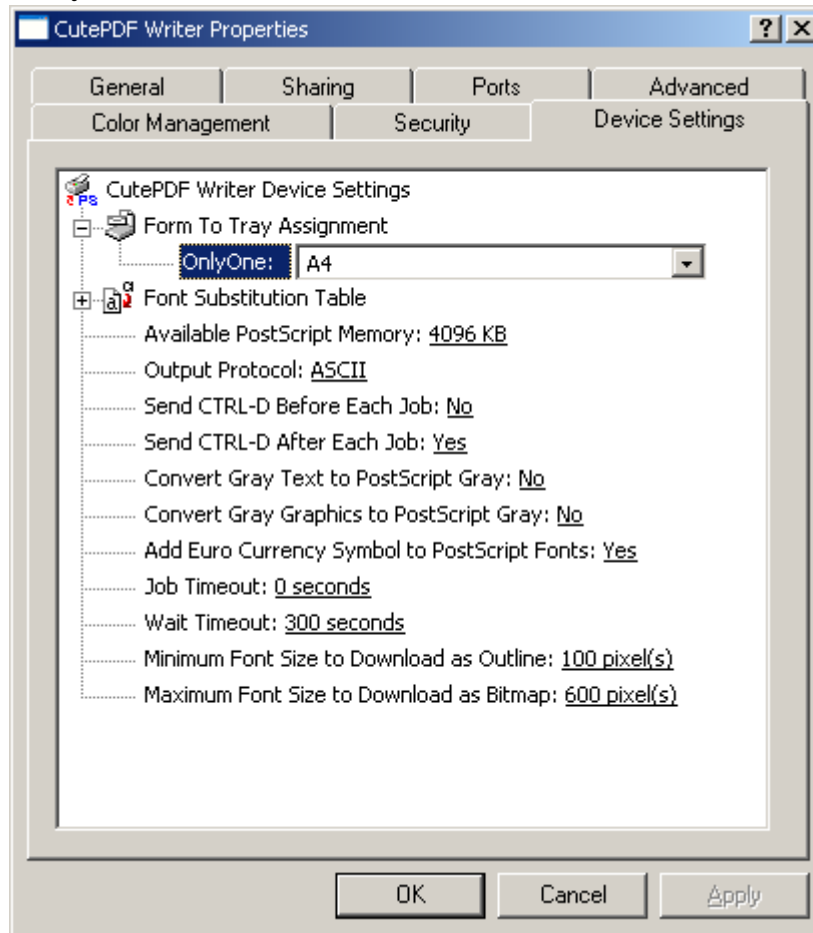 CutePDF Writer Properties
General Sharing Ports Advanced
Color Management Security Device Settings
CutePDF Writer Device Settings
Form To Tray Assignment
OnlyOne: A4
Font Substitution Table
Available PostScript Memory: 4096 KB
Output Protocol: ASCII
Send CTRL-D Before Each Job: No
Send CTRL-D After Each Job: Yes
Convert Gray Text to PostScript Gray: No
Convert Gray Graphics to PostScript Gray: No
Add Euro Currency Symbol to PostScript Fonts: Yes
Job Timeout: 0 seconds
Wait Timeout: 300 seconds
Minimum Font Size to Download as Outline: 100 pixel(s)
Maximum Font Size to Download as Bitmap: 600 pixel(s)
OK Cancel Apply